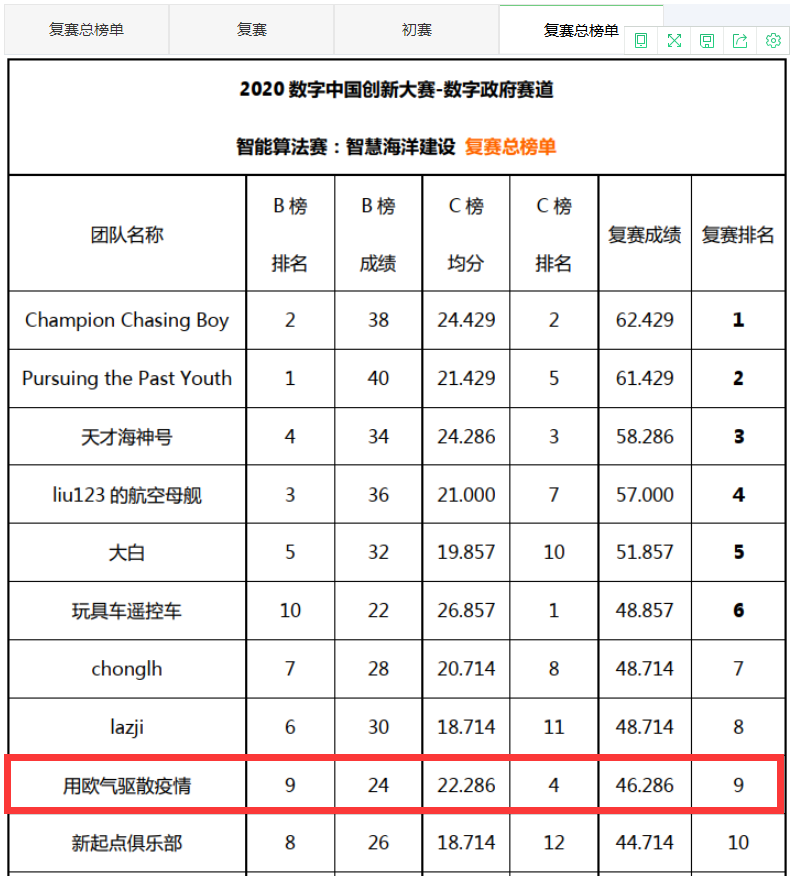 复赛总榜单 复赛 初赛 复赛总榜单
2020 数字中国创新大赛-数字政府赛道
智能算法赛：智慧海洋建设 复赛总榜单
团队名称 B 榜排名 B 榜成绩 C 榜均分 C 榜排名 复赛成绩 复赛排名
Champion Chasing Boy 2 38 24.429 2 62.429 1
Pursuing the Past Youth 1 40 21.429 5 61.429 2
天才海神号 4 34 24.286 3 58.286 3
liu123 的航空母舰 3 36 21.000 7 57.000 4
大白 5 32 19.857 10 51.857 5
玩具车遥控车 10 22 26.857 1 48.857 6
chonglh 7 28 20.714 8 48.714 7
lazji 6 30 18.714 11 48.714 8
用欧气驱散疫情 9 24 22.286 4 46.286 9
新起点俱乐部 8 26 18.714 12 44.714 10